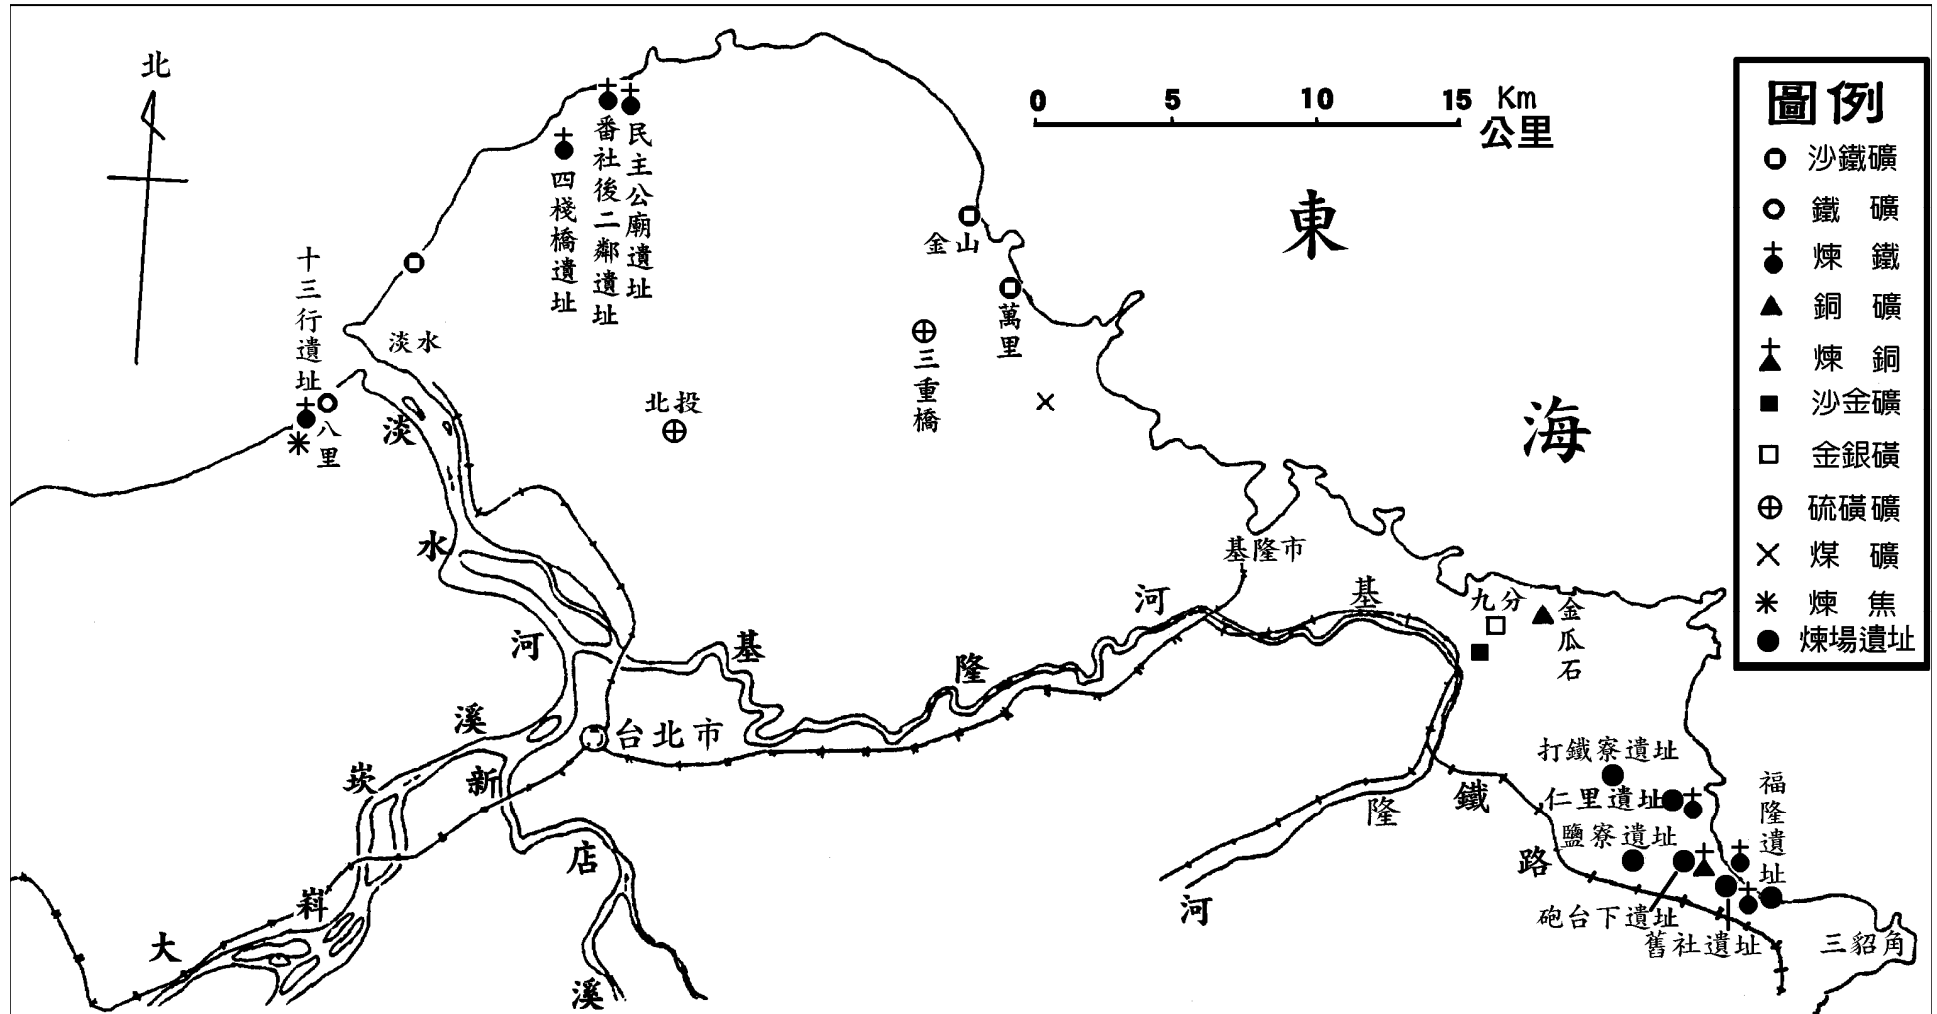 北
0 5 10 15 Km
公里
東
海
圖例
沙鐵礦
鐵 礦
煉 鐵
銅 礦
煉 銅
沙金礦
金銀礦
硫磺礦
煤 礦
煉 焦
煉場遺址
民主公廟遺址
番社後二鄰遺址
四棧橋遺址
十三行遺址
八里
淡水
北投
三重橋
金山
萬里
基隆市
九分
金瓜石
淡水河
基隆河
基隆河
台北市
新店溪
大嵙崁溪
鐵路
打鐵寮遺址
仁里遺址
鹽寮遺址
砲台下遺址
舊社遺址
福隆遺址
三貂角